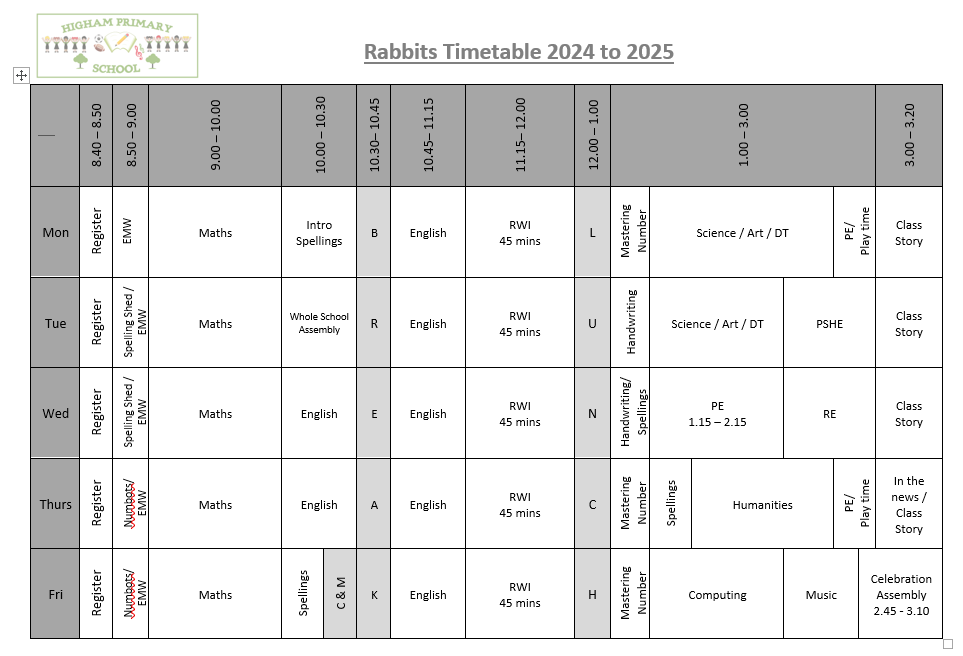 HIGHAM PRIMARY
SCHOOL
Rabbits Timetable 2024 to 2025
8.40 – 8.50
8.50 – 9.00
9.00 – 10.00
10.00 – 10.30
10.30– 10.45
10.45– 11.15
11.15– 12.00
12.00 – 1.00
1.00 – 3.00
3.00 – 3.20
Mon
Register
EMW
Maths
Intro
Spellings
B
English
RWI
45 mins
L
Mastering
Number
Science / Art / DT
PE/
Play time
Class
Story
Tue
Register
Spelling Shed /
EMW
Maths
Whole School
Assembly
R
English
RWI
45 mins
U
Handwriting
Science / Art / DT
PSHE
Class
Story
Wed
Register
Spelling Shed /
EMW
Maths
English
E
English
RWI
45 mins
N
Handwriting/
Spellings
PE
1.15 – 2.15
RE
Class
Story
Thurs
Register
Numbots/
EMW
Maths
English
A
English
RWI
45 mins
C
Mastering
Number
Spellings
Humanities
PE/
Play time
In the
news /
Class
Story
Fri
Register
Numbots/
EMW
Maths
Spellings
C & M
K
English
RWI
45 mins
H
Mastering
Number
Computing
Music
Celebration
Assembly
2.45 - 3.10